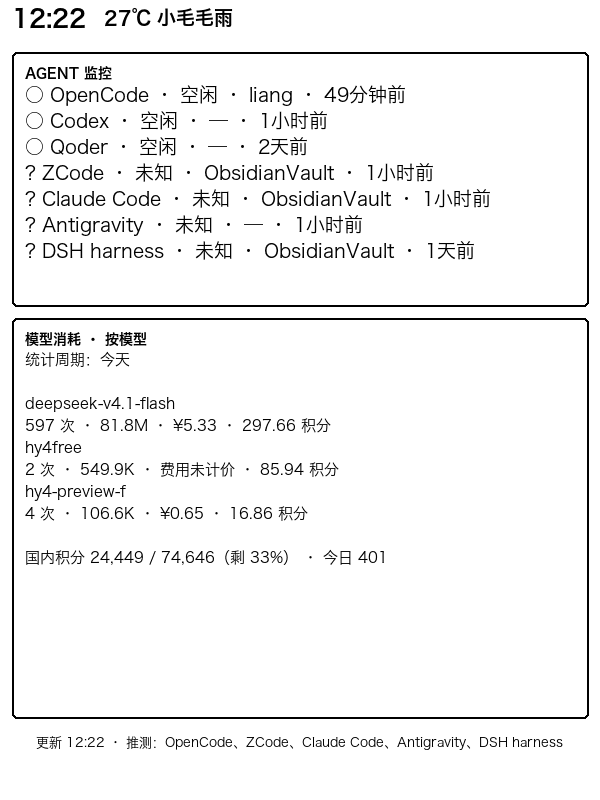 12:22 27℃ 小毛毛雨
AGENT 监控
○ OpenCode · 空闲 · liang · 49分钟前
○ Codex · 空闲 · — · 1小时前
○ Qoder · 空闲 · — · 2天前
? ZCode · 未知 · ObsidianVault · 1小时前
? Claude Code · 未知 · ObsidianVault · 1小时前
? Antigravity · 未知 · — · 1小时前
? DSH harness · 未知 · ObsidianVault · 1天前
模型消耗 · 按模型
统计周期：今天
deepseek-v4.1-flash
597 次 · 81.8M · ¥5.33 · 297.66 积分
hy4free
2 次 · 549.9K · 费用未计价 · 85.94 积分
hy4-preview-f
4 次 · 106.6K · ¥0.65 · 16.86 积分
国内积分 24,449 / 74,646（剩 33%） · 今日 401
更新 12:22 · 推测：OpenCode、ZCode、Claude Code、Antigravity、DSH harness